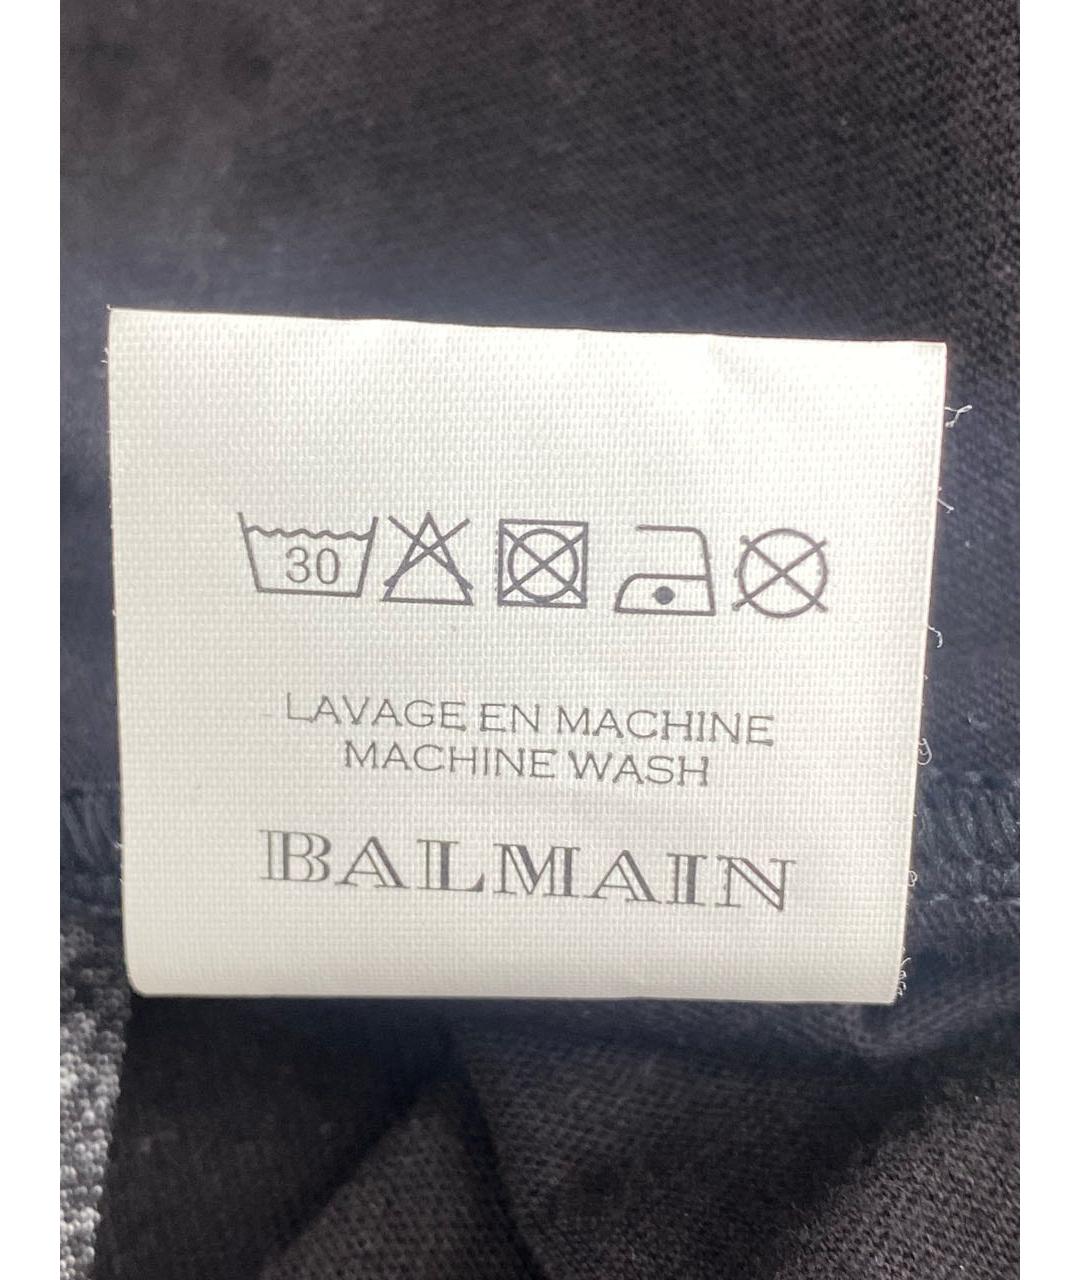 30
LAVAGE EN MACHINE
MACHINE WASH
BALMAIN